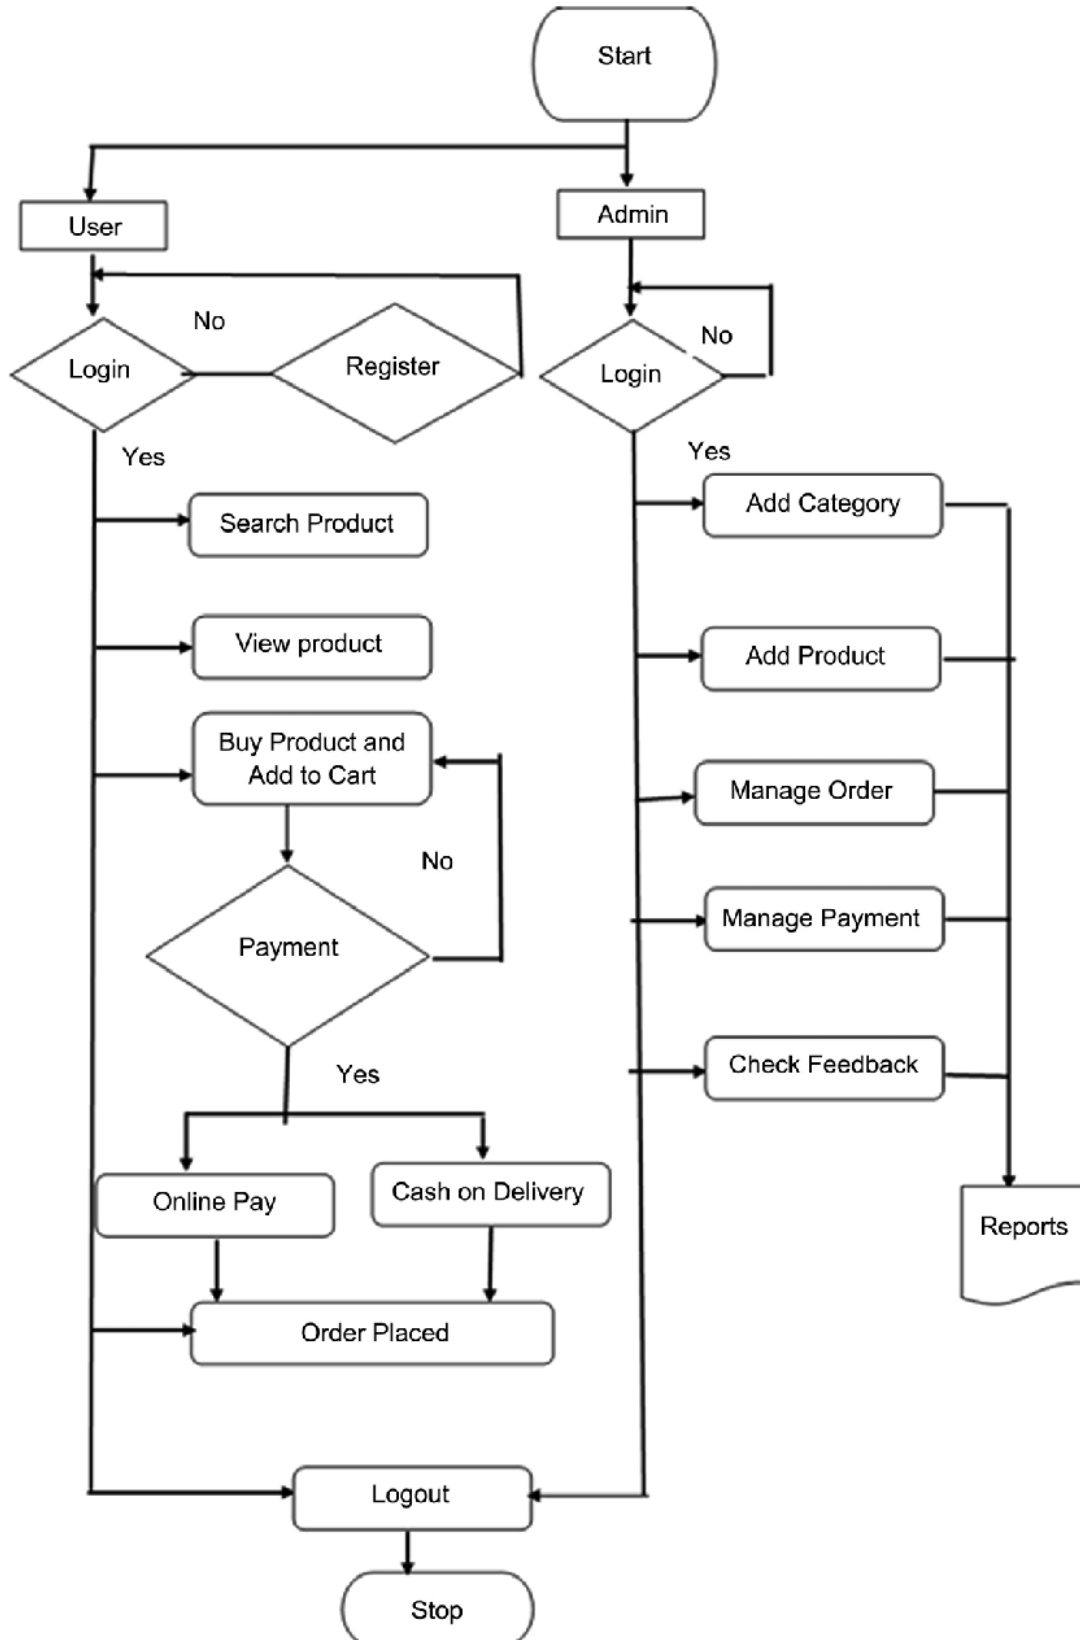 Start
User
Admin
No
Login
Register
No
Login
Yes
Yes
Search Product
Add Category
View product
Add Product
Buy Product and
Add to Cart
Manage Order
No
Payment
Manage Payment
Yes
Check Feedback
Online Pay
Cash on Delivery
Reports
Order Placed
Logout
Stop